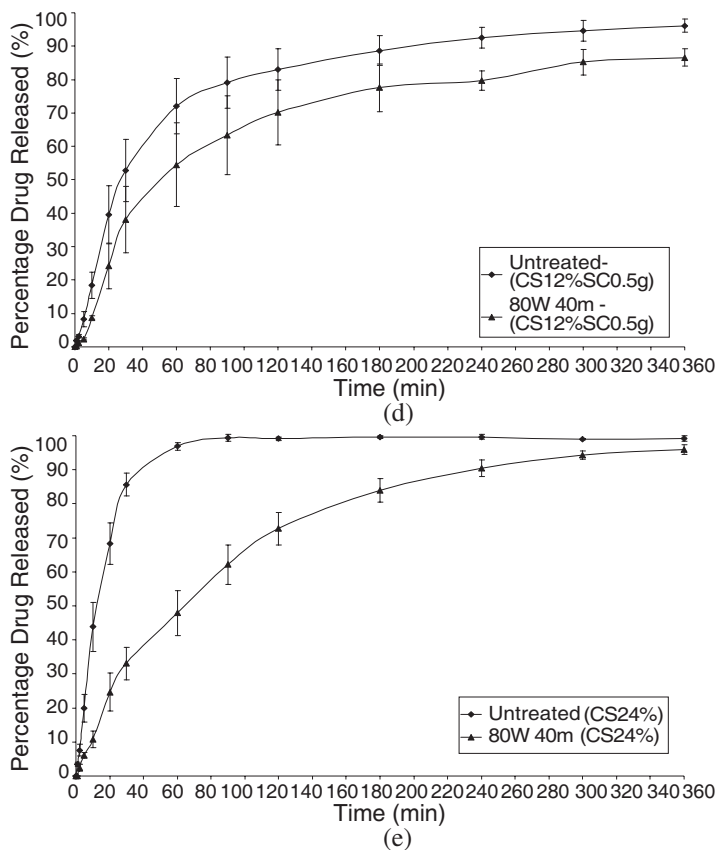 100
90
80
70
60
50
40
30
20
10
0
Percentage Drug Released (%)
Untreated-
(CS12%SC0.5g)
80W 40m -
(CS12%SC0.5g)
0 20 40 60 80 100 120 140 160 180 200 220 240 260 280 300 320 340 360
Time (min)
(d)
100
90
80
70
60
50
40
30
20
10
0
Percentage Drug Released (%)
Untreated (CS24%)
80W 40m (CS24%)
0 20 40 60 80 100 120 140 160 180 200 220 240 260 280 300 320 340 360
Time (min)
(e)